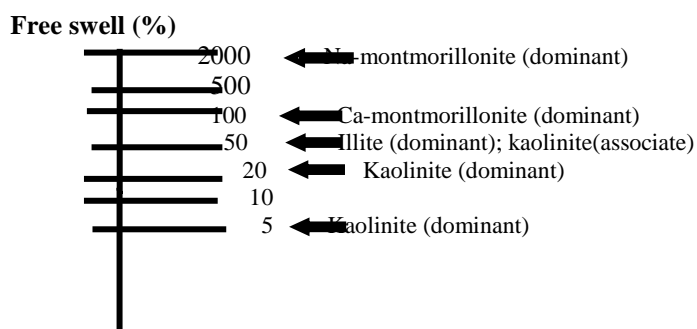 Free swell (%)
2000 Na-montmorillonite (dominant)
500
100 Ca-montmorillonite (dominant)
50 Illite (dominant); kaolinite(associate)
20 Kaolinite (dominant)
10
5 Kaolinite (dominant)